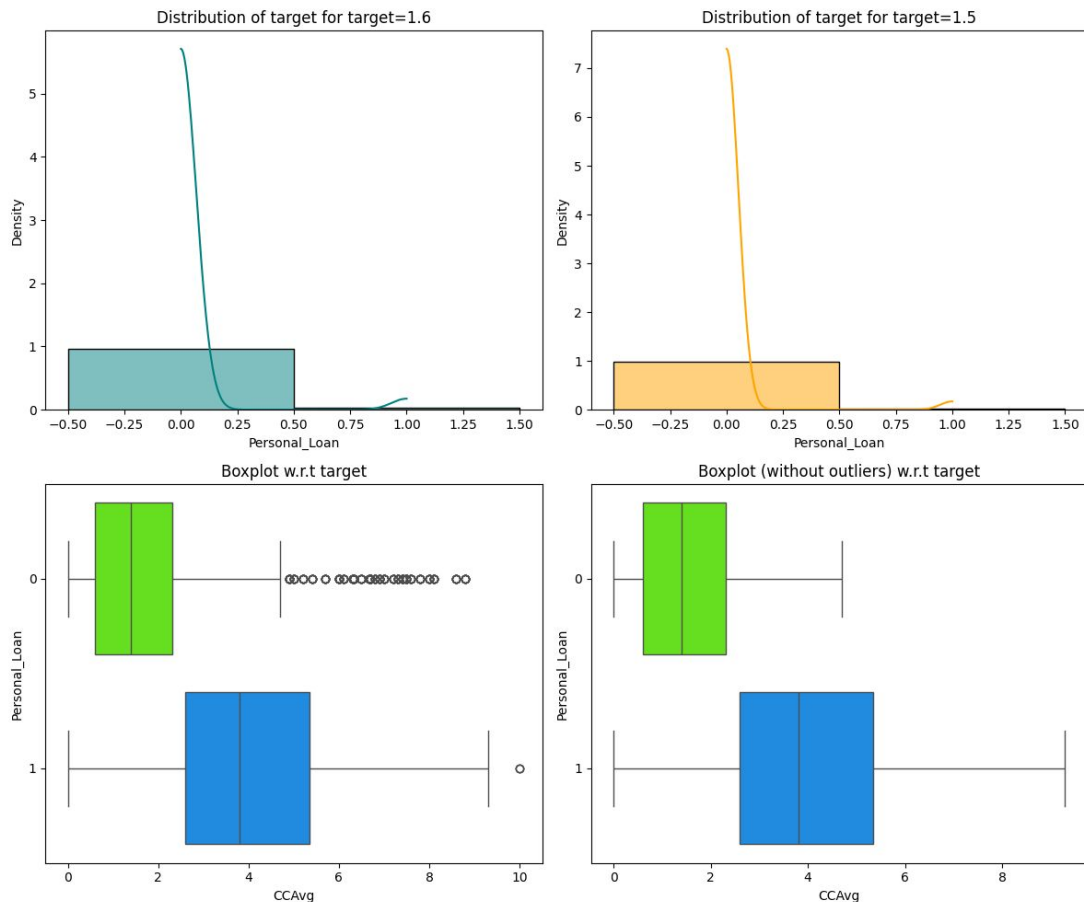 Distribution of target for target=1.6
Density
5
4
3
2
1
0
−0.50 −0.25 0.00 0.25 0.50 0.75 1.00 1.25 1.50
Personal_Loan
Distribution of target for target=1.5
Density
7
6
5
4
3
2
1
0
−0.50 −0.25 0.00 0.25 0.50 0.75 1.00 1.25 1.50
Personal_Loan
Boxplot w.r.t target
Personal_Loan
0
1
0 2 4 6 8 10
CCAvg
Boxplot (without outliers) w.r.t target
Personal_Loan
0
1
0 2 4 6 8
CCAvg